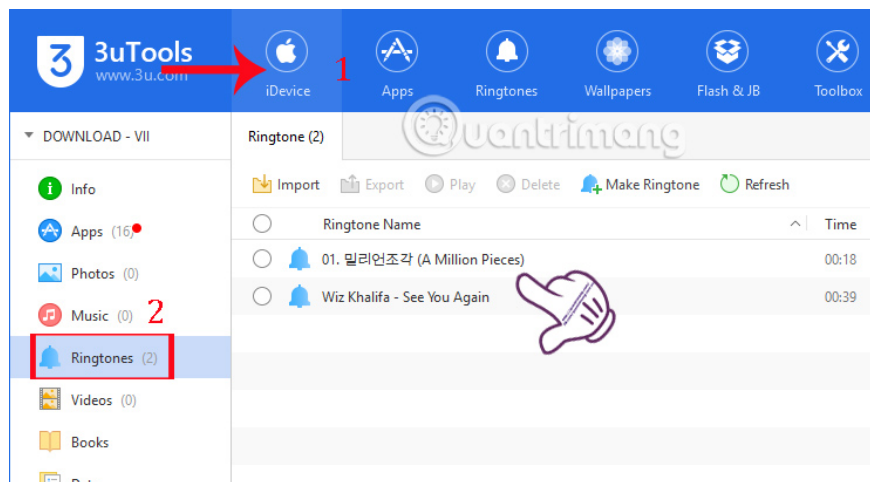 3 3uTools
www.3u.com
1
iDevice Apps Ringtones Wallpapers Flash & JB Toolbox
DOWNLOAD - VII
Ringtone (2)
Quantrimang
i Info
Import Export Play Delete Make Ringtone Refresh
Apps (16)
Ringtone Name Time
Photos (0)
01. 밀리언조각 (A Million Pieces) 00:18
Music (0) 2
Wiz Khalifa - See You Again 00:39
Ringtones (2)
Videos (0)
Books